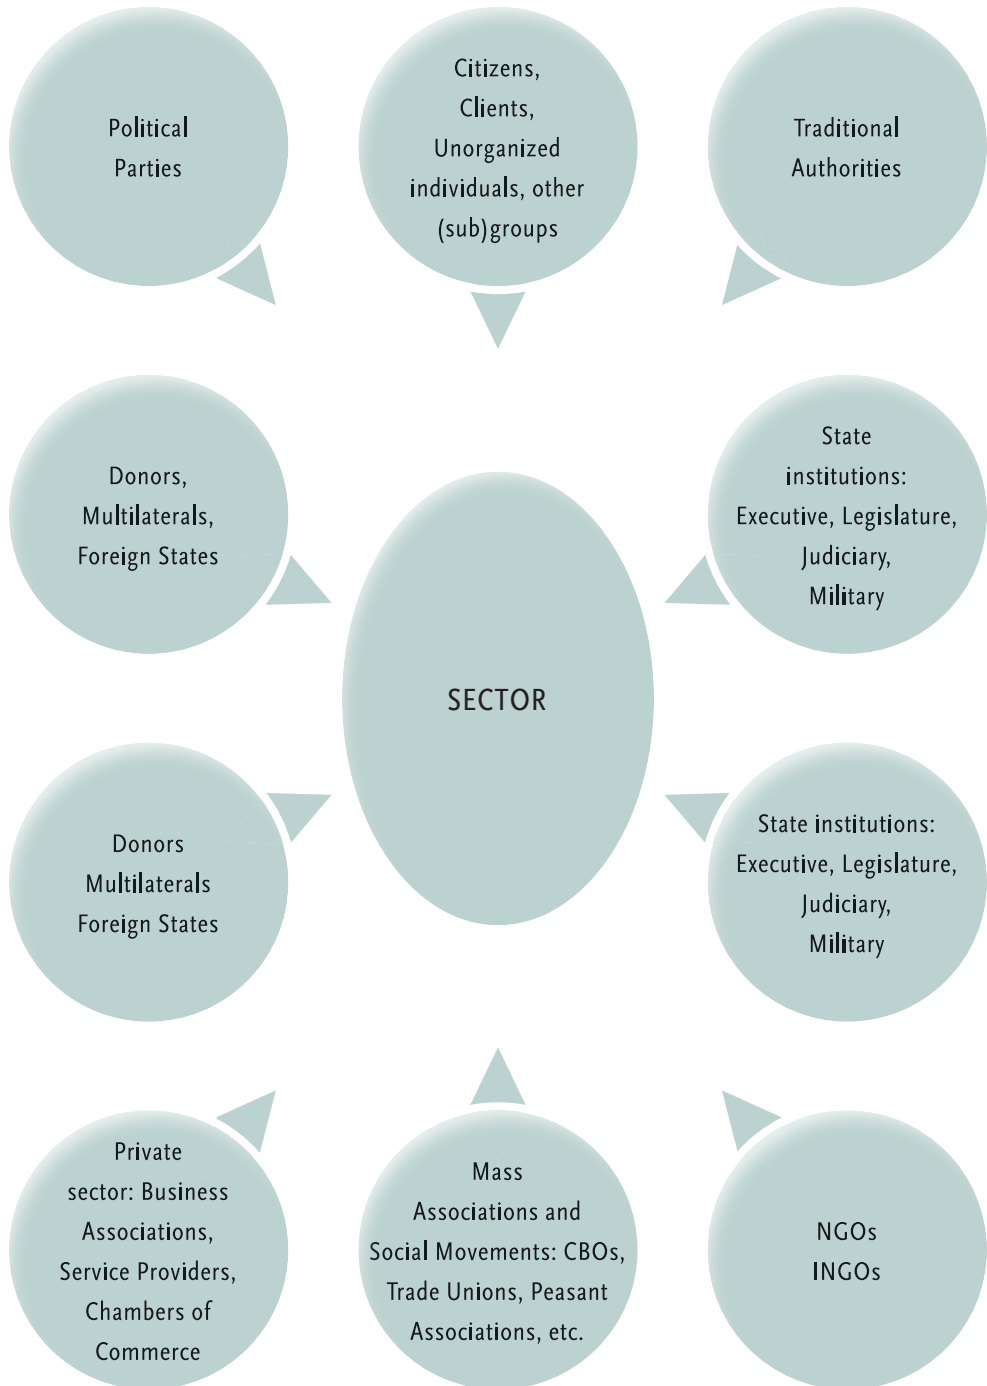 Political
Parties
Citizens,
Clients,
Unorganized
individuals, other
(sub)groups
Traditional
Authorities
Donors,
Multilaterals,
Foreign States
State
institutions:
Executive, Legislature,
Judiciary,
Military
SECTOR
Donors
Multilaterals
Foreign States
State institutions:
Executive, Legislature,
Judiciary,
Military
Private
sector: Business
Associations,
Service Providers,
Chambers of
Commerce
Mass
Associations and
Social Movements: CBOs,
Trade Unions, Peasant
Associations, etc.
NGOs
INGOs